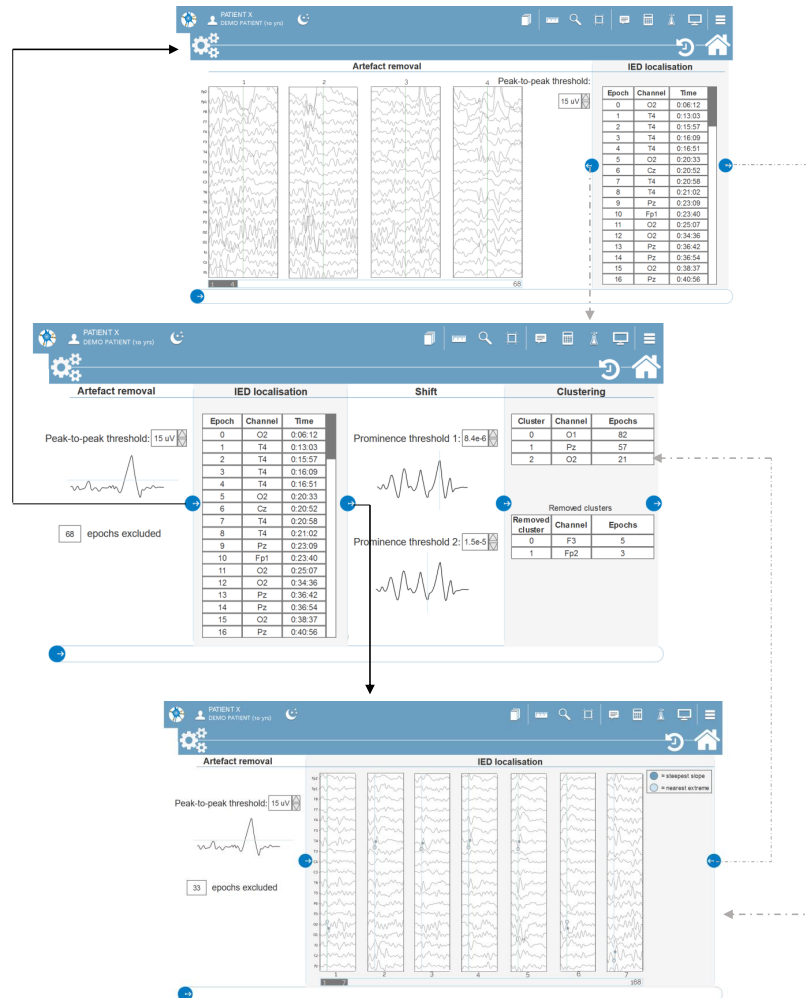 PATIENT X
DEMO PATIENT (10 yrs)
Artefact removal
IED localisation
1 2 3 4
Peak-to-peak threshold:
15 uV
Epoch Channel Time
0 O2 0:06:12
1 T4 0:13:03
2 T4 0:15:57
3 T4 0:16:09
4 T4 0:16:51
5 O2 0:20:33
6 Cz 0:20:52
7 T4 0:20:58
8 T4 0:21:02
9 Pz 0:23:09
10 Fp1 0:23:40
11 O2 0:25:07
12 O2 0:34:36
13 Pz 0:36:42
14 Pz 0:36:54
15 O2 0:38:37
16 Pz 0:40:56
1 4 68
PATIENT X
DEMO PATIENT (10 yrs)
Artefact removal
Peak-to-peak threshold: 15 uV
68 epochs excluded
IED localisation
Epoch Channel Time
0 O2 0:06:12
1 T4 0:13:03
2 T4 0:15:57
3 T4 0:16:09
4 T4 0:16:51
5 O2 0:20:33
6 Cz 0:20:52
7 T4 0:20:58
8 T4 0:21:02
9 Pz 0:23:09
10 Fp1 0:23:40
11 O2 0:25:07
12 O2 0:34:36
13 Pz 0:36:42
14 Pz 0:36:54
15 O2 0:38:37
16 Pz 0:40:56
Shift
Prominence threshold 1: 8.4e-6
Prominence threshold 2: 1.5e-5
Clustering
Cluster Channel Epochs
0 O1 82
1 Pz 57
2 O2 21
Removed clusters
Removed
cluster
Channel Epochs
0 F3 5
1 Fp2 3
PATIENT X
DEMO PATIENT (10 yrs)
Artefact removal
Peak-to-peak threshold: 15 uV
33 epochs excluded
IED localisation
= steepest slope
= nearest extreme
1 2 3 4 5 6 7
1 7 168